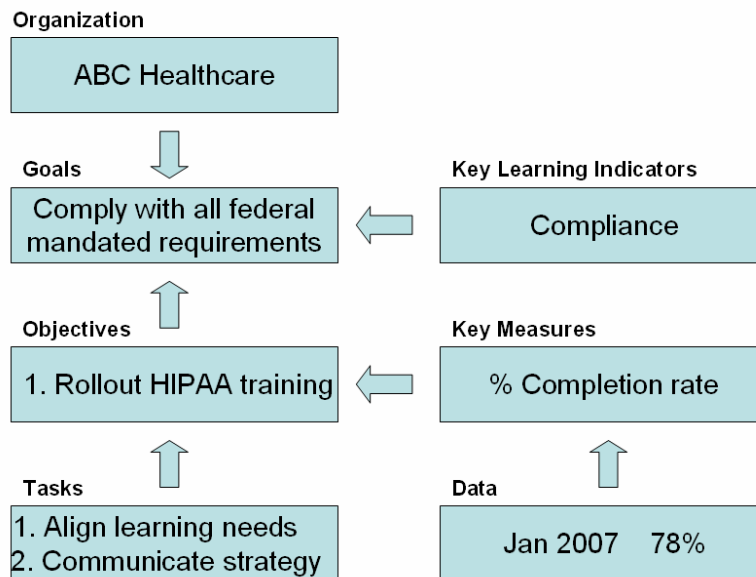 Organization
ABC Healthcare
Goals
Comply with all federal
mandated requirements
Key Learning Indicators
Compliance
Objectives
1. Rollout HIPAA training
Key Measures
% Completion rate
Tasks
1. Align learning needs
2. Communicate strategy
Data
Jan 2007 78%